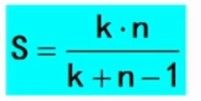 S = k·n / k+n−1